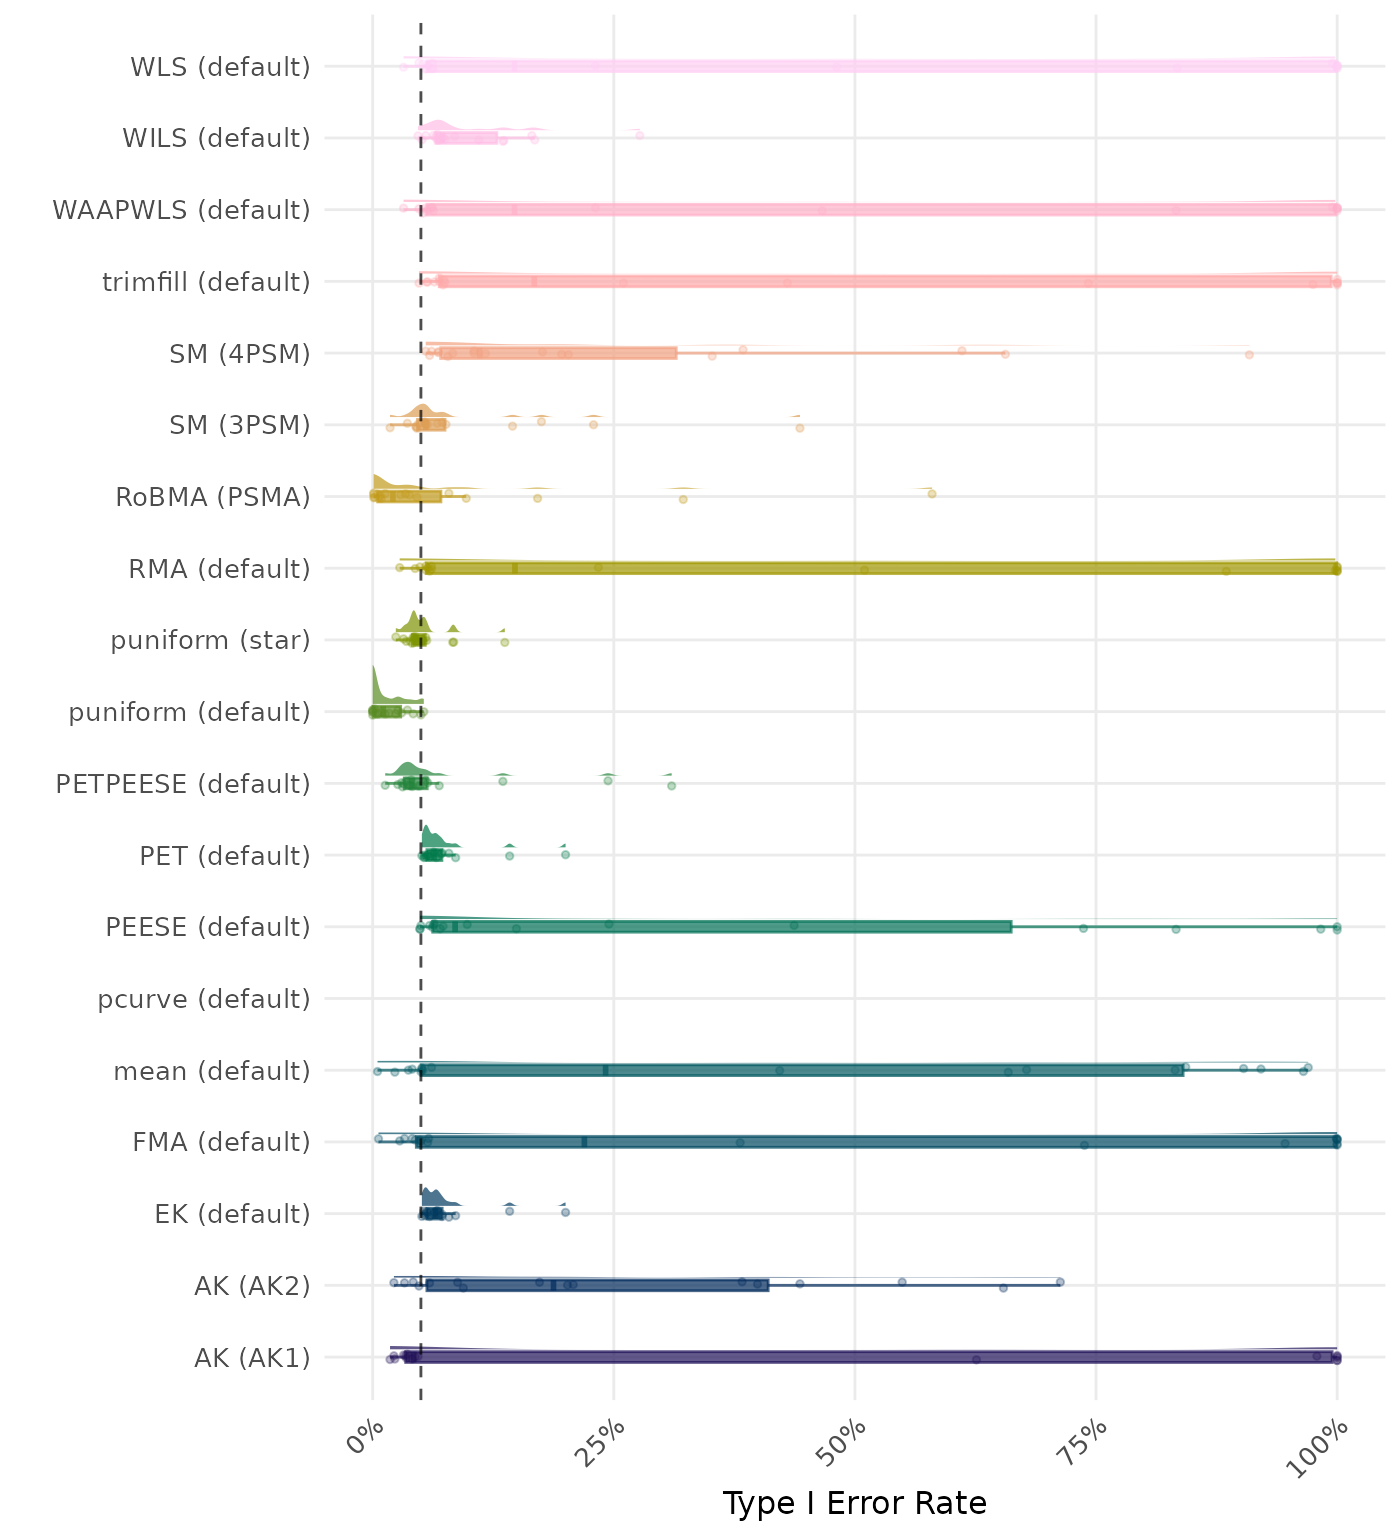 WLS (default)
WILS (default)
WAAPWLS (default)
trimfill (default)
SM (4PSM)
SM (3PSM)
RoBMA (PSMA)
RMA (default)
puniform (star)
puniform (default)
PETPEESE (default)
PET (default)
PEESE (default)
pcurve (default)
mean (default)
FMA (default)
EK (default)
AK (AK2)
AK (AK1)
0%
25%
50%
75%
100%
Type I Error Rate